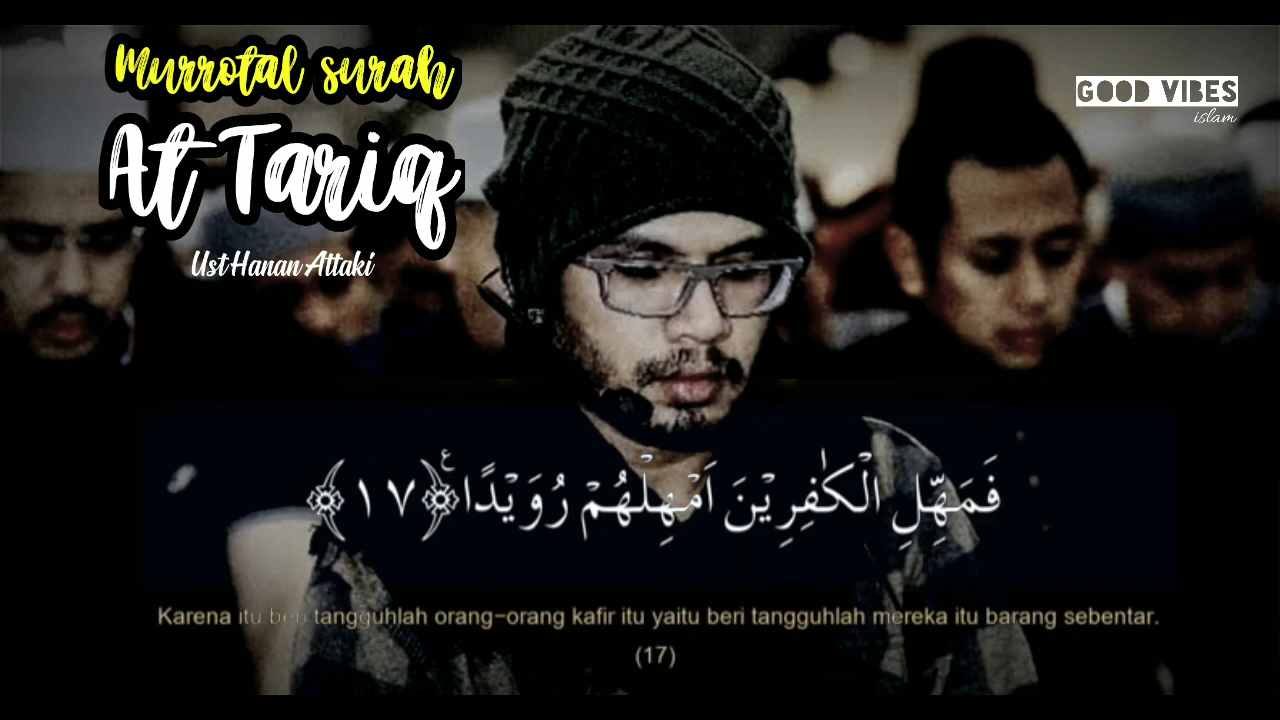 Murrotal surah
At Tariq
Ust Hanan Attaki
GOOD VIBES
islam
فَمَهِّلِ الْكٰفِرِيْنَ اَمْهِلْهُمْ رُوَيْدًا ࣖ ﴿١٧﴾
Karena itu beri tangguhlah orang-orang kafir itu yaitu beri tangguhlah mereka itu barang sebentar.
(17)